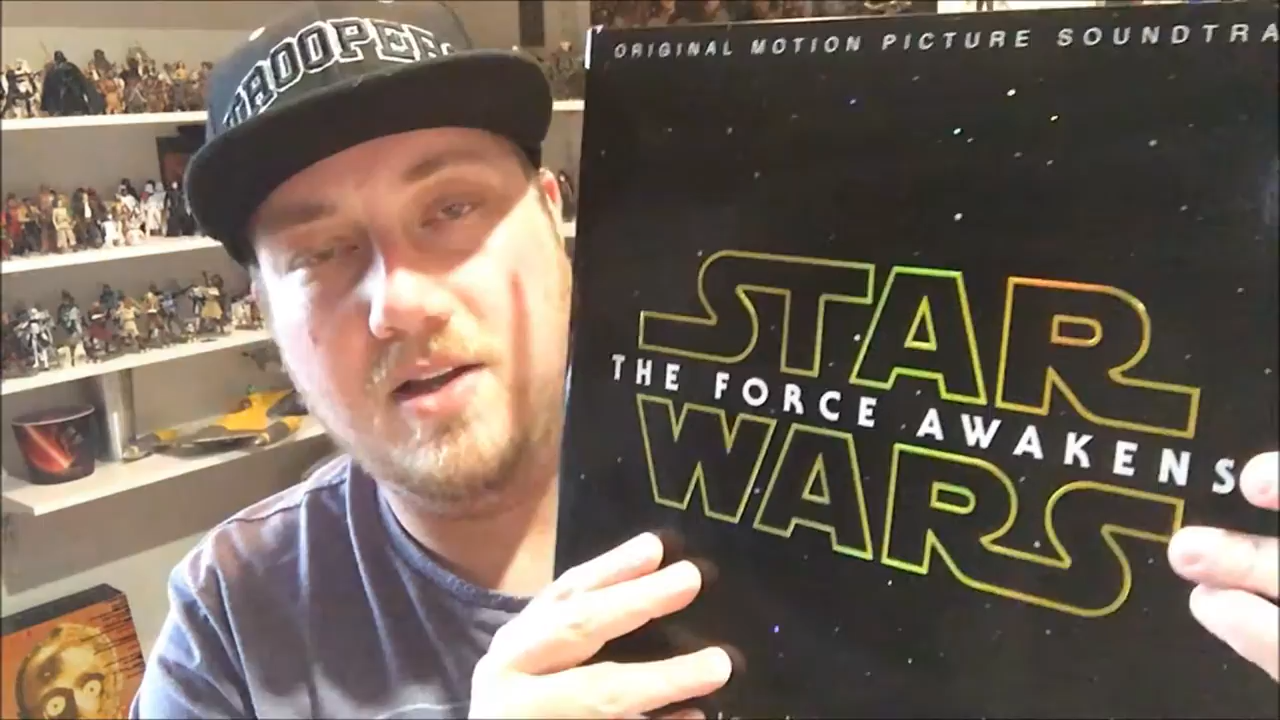 TROOPER
ORIGINAL MOTION PICTURE SOUNDTRA
STAR
THE FORCE AWAKENS
WARS